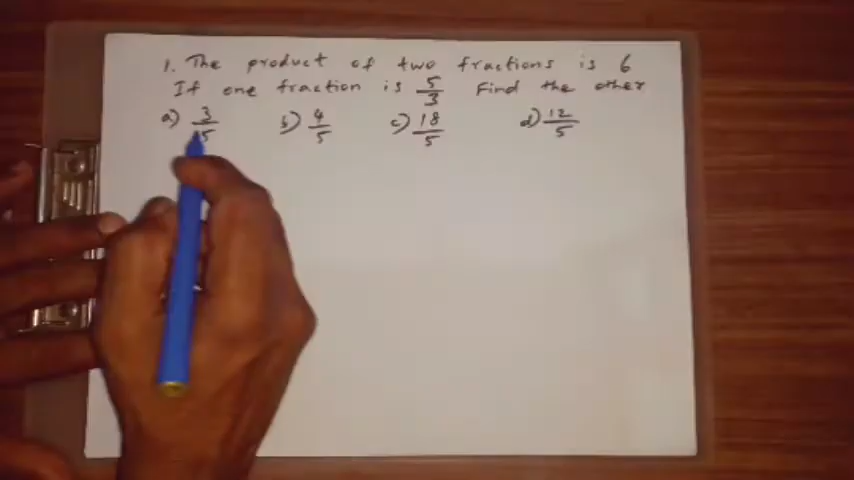 1. The product of two fractions is 6
If one fraction is 5/3 Find the other
a) 3/5 b) 4/5 c) 18/5 d) 12/5